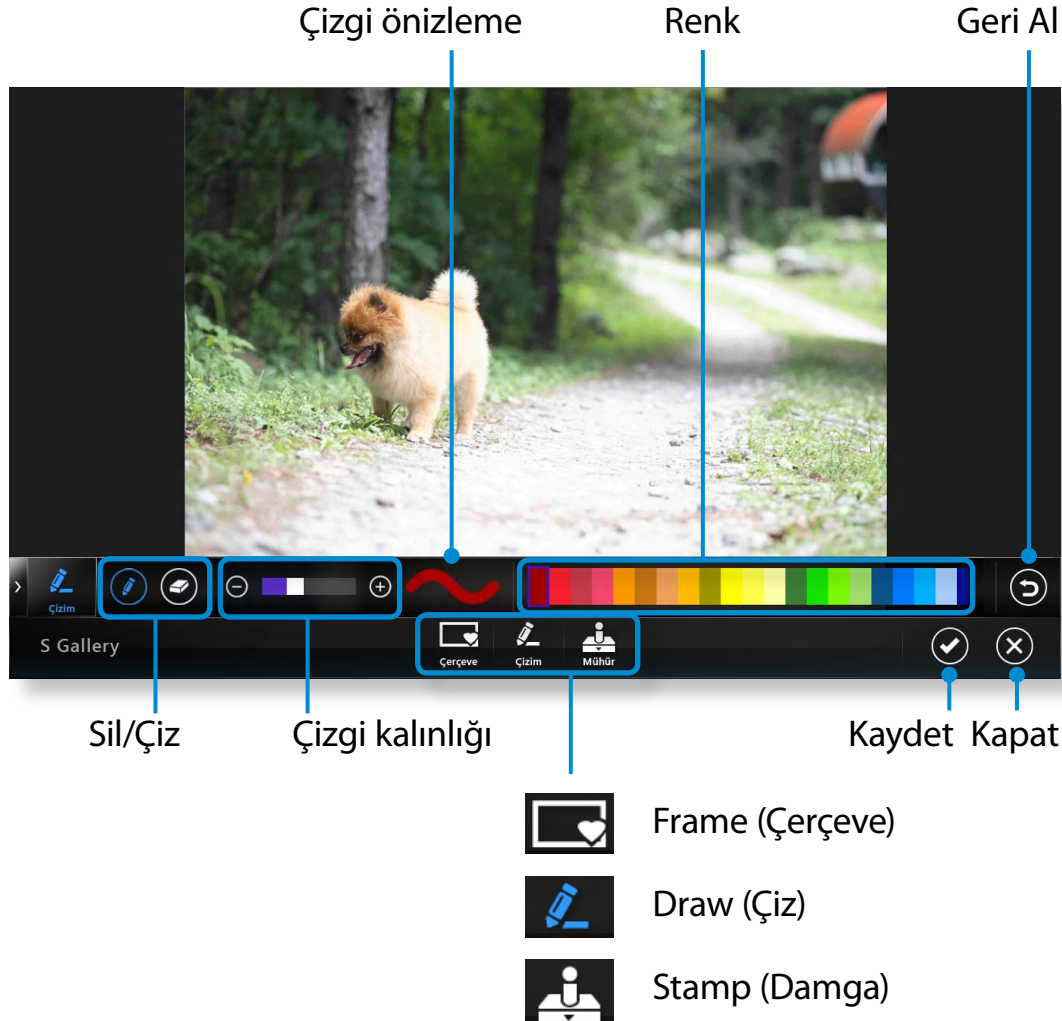 Çizgi önizleme
Renk
Geri Al
Çizim
S Gallery
Çerçeve
Çizim
Mühür
Sil/Çiz
Çizgi kalınlığı
Kaydet
Kapat
Frame (Çerçeve)
Draw (Çiz)
Stamp (Damga)